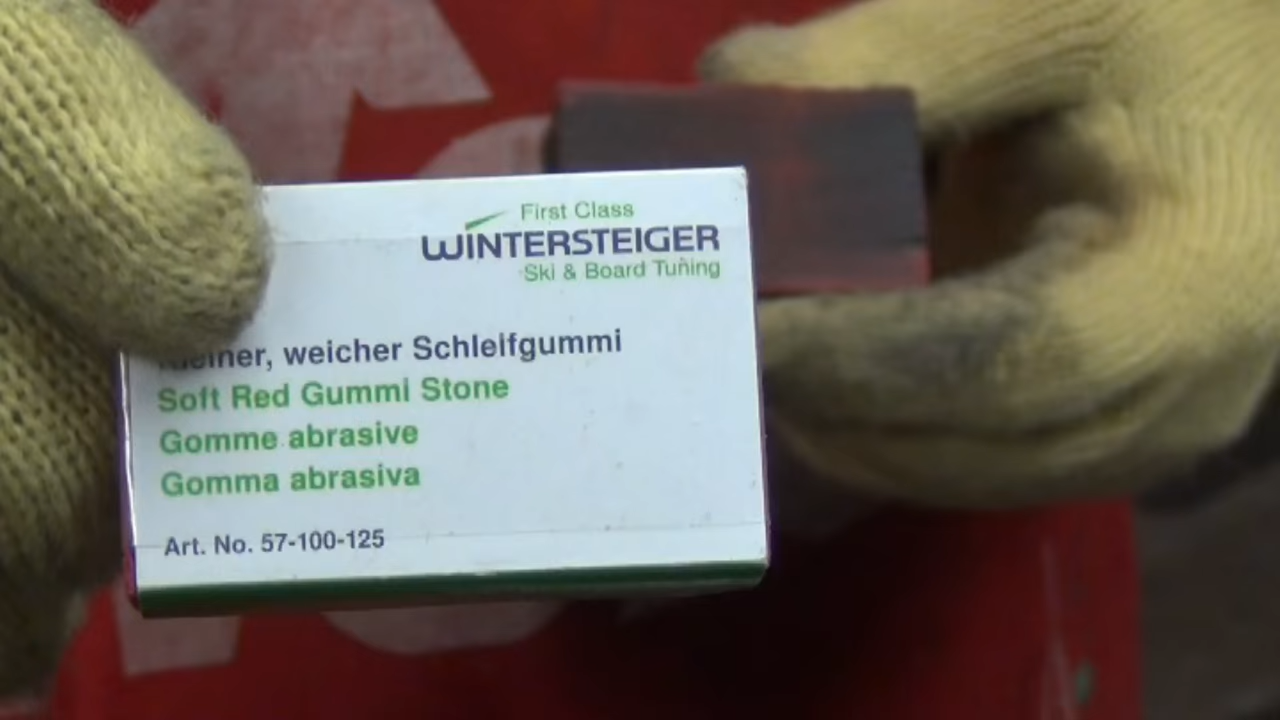 First Class
WINTERSTEIGER
Ski & Board Tuning
weicher Schleifgummi
Soft Red Gummi Stone
Gomme abrasive
Gomma abrasiva
Art. No. 57-100-125